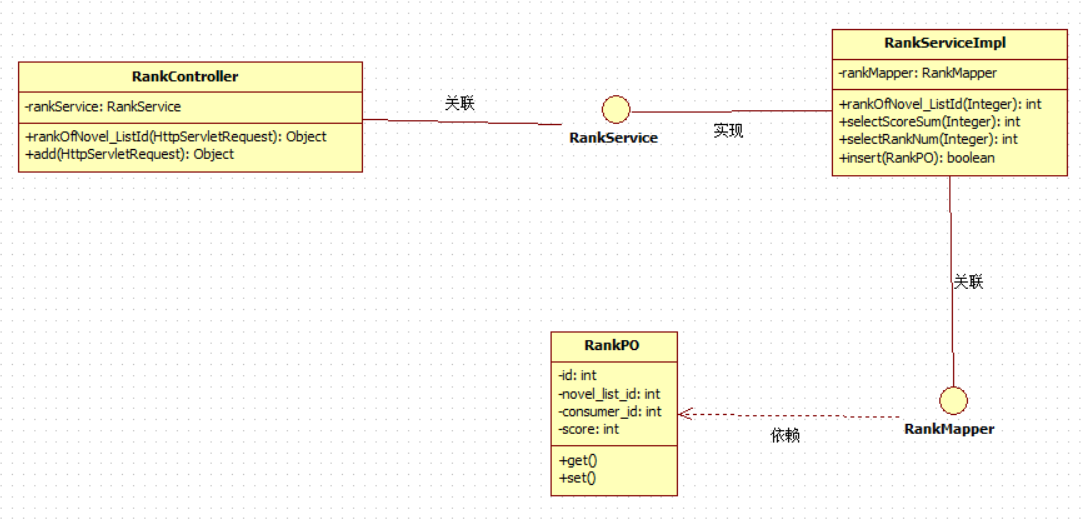 RankController
-rankService: RankService
+rankOfNovel_ListId(HttpServletRequest): Object
+add(HttpServletRequest): Object
关联
RankService
实现
RankServiceImpl
-rankMapper: RankMapper
+rankOfNovel_ListId(Integer): int
+selectScoreSum(Integer): int
+selectRankNum(Integer): int
+insert(RankPO): boolean
关联
RankPO
-id: int
-novel_list_id: int
-consumer_id: int
-score: int
+get()
+set()
依赖
RankMapper